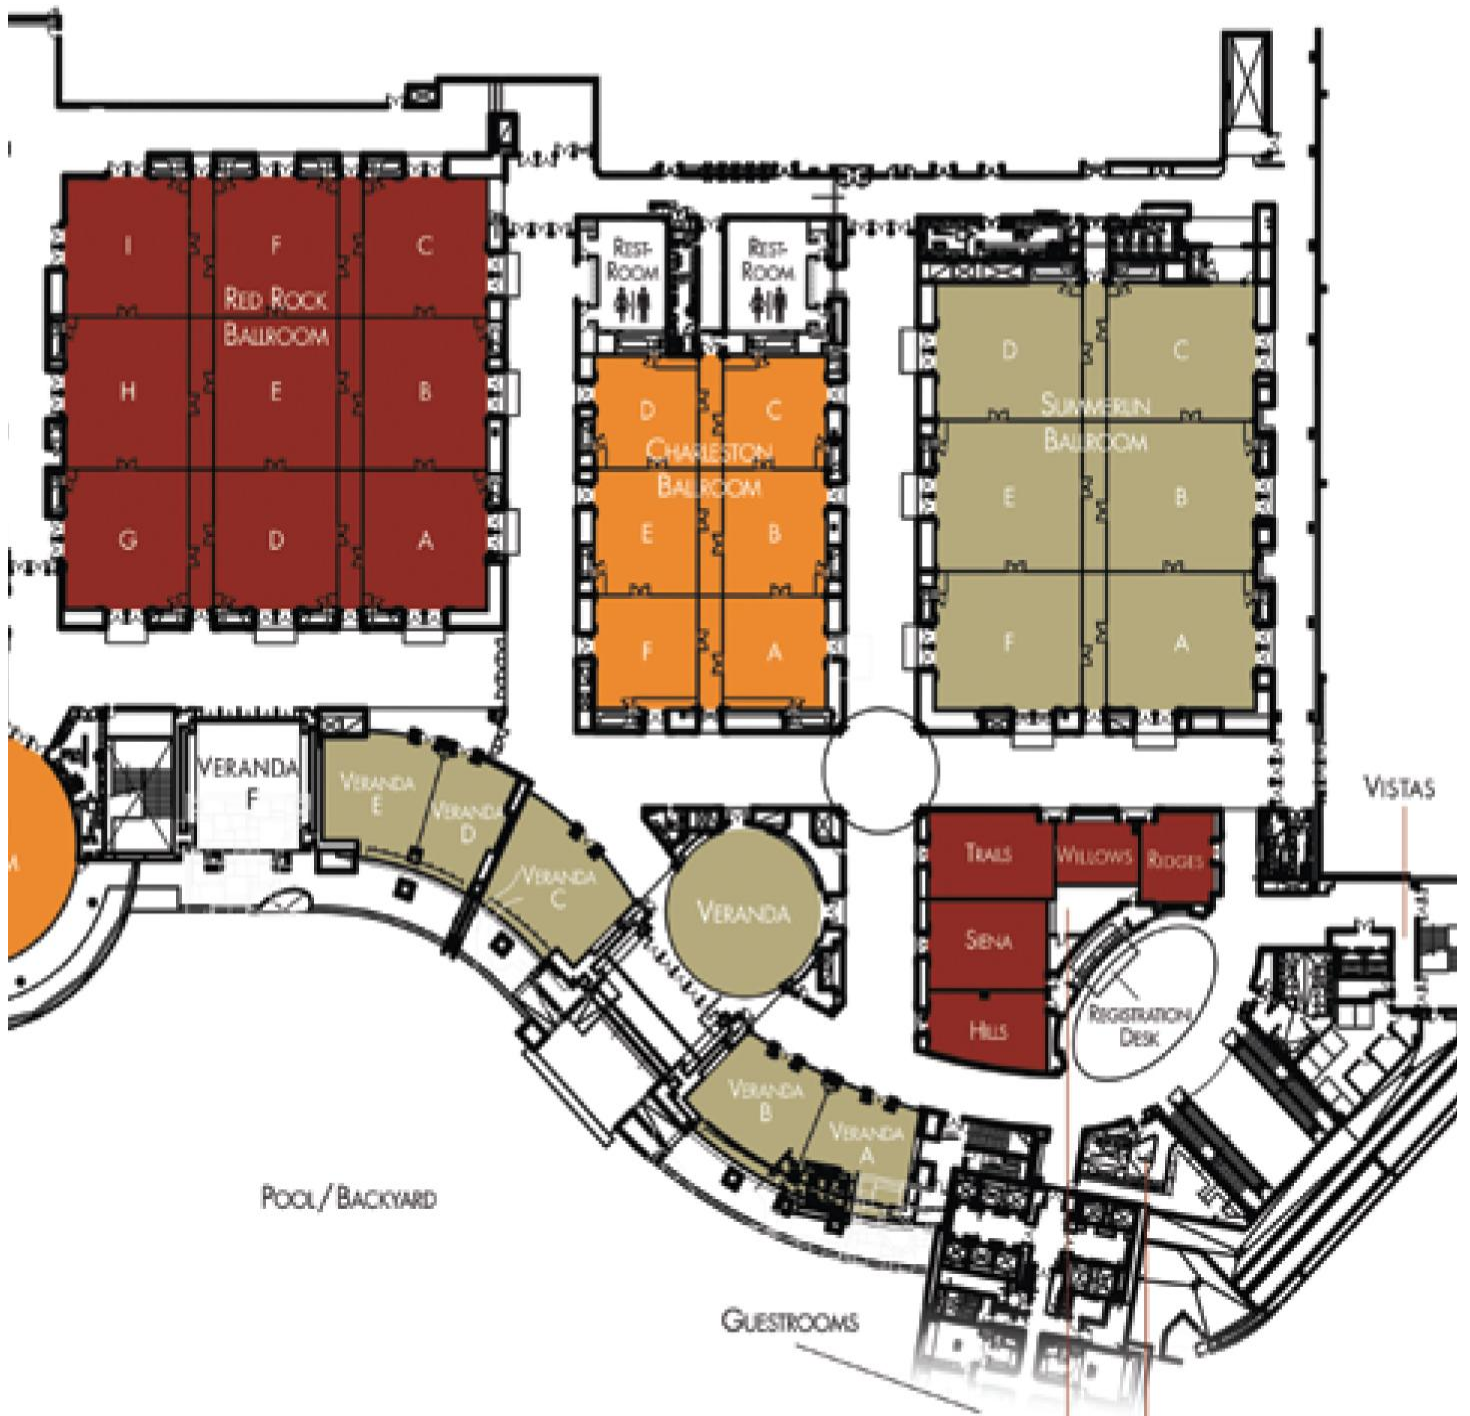 I
F
C
RED ROCK
BALLROOM
H
E
B
G
D
A
REST-
ROOM
REST-
ROOM
D
C
CHARLESTON
BALLROOM
E
B
F
A
D
C
SUMMERLIN
BALLROOM
E
B
F
A
VERANDA
F
VERANDA
E
VERANDA
D
VERANDA
C
VERANDA
VERANDA
B
VERANDA
A
TRAILS
WILLOWS
RIDGES
SIENA
HILLS
REGISTRATION
DESK
VISTAS
M
POOL/BACKYARD
GUESTROOMS